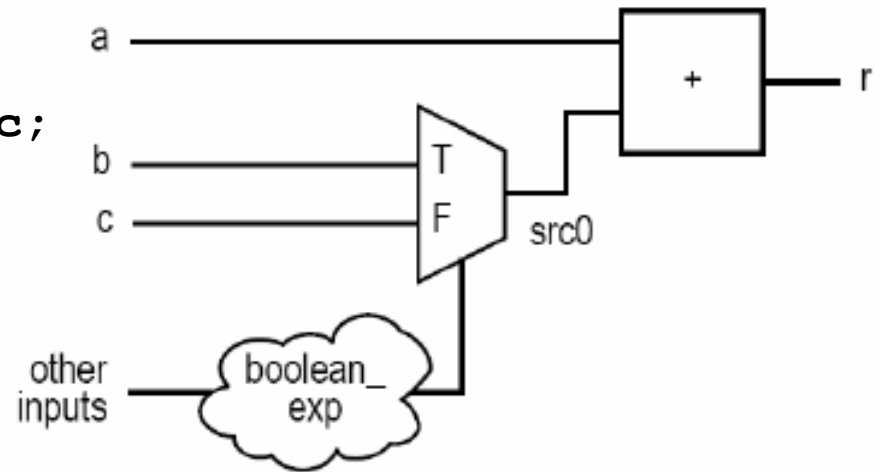 a
+
r
c;
b
T
c
F
src0
other
inputs
boolean_
exp